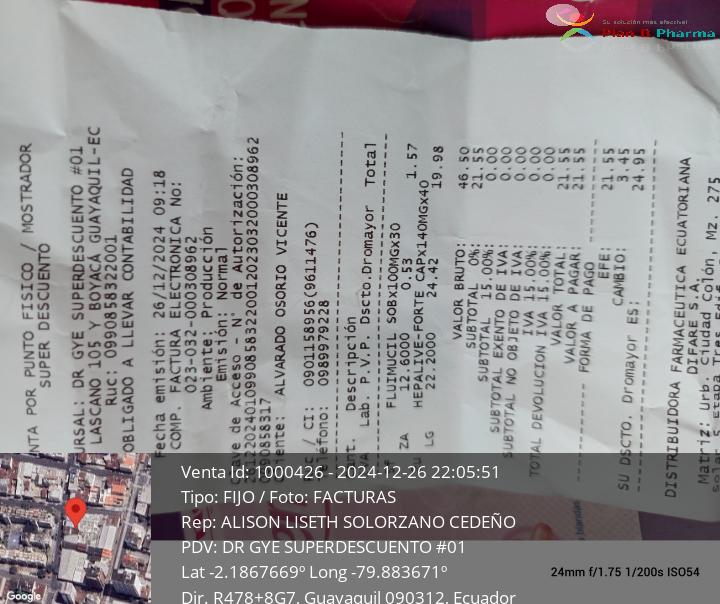 Su solución más efectiva!
Plan B Pharma
NTA POR PUNTO FISICO / MOSTRADOR
SUPER DESCUENTO
URSAL: DR GYE SUPERDESCUENTO #01
LASCANO 105 Y BOYACÁ GUAYAQUIL-EC
RUC: 0990858322001
OBLIGADO A LLEVAR CONTABILIDAD
Fecha emisión: 26/12/2024 09:18
COMP. FACTURA ELECTRONICA No:
023-032-000308962
Ambiente: Producción
Emisión: Normal
de Acceso - N° de Autorización:
ALVARADO OSORIO VICENTE
/ CI: 0901158956(9611476)
0989979228
Descripción
Lab. P.V.P. Dscto.Dromayor Total
FLUIMUCIL SOBx100MGx30
ZA 12.6000 0.53 1.57
HEPALIVE-FORTE CAPx140MGx40
LG 22.2000 24.42 19.98
VALOR BRUTO: 46.50
SUBTOTAL 0%: 21.55
SUBTOTAL 15.00%: 0.00
SUBTOTAL EXENTO DE IVA 0.00
SUBTOTAL NO OBJETO DE IVA: 0.00
IVA 15.00%: 0.00
TOTAL DEVOLUCION IVA 15.00%: 0.00
VALOR TOTAL: 21.55
VALOR A PAGAR: 21.55
FORMA DE PAGO
EFE: 21.55
CAMBIO: 3.45
SU DSCTO. Dromayor ES: 24.95
DISTRIBUIDORA FARMACEUTICA ECUATORIANA
DIFARE S.A.
Matriz: Urb. Ciudad Colón, Mz. 275
Venta Id: 1000426 - 2024-12-26 22:05:51
Tipo: FIJO / Foto: FACTURAS
Rep: ALISON LISETH SOLORZANO CEDEÑO
PDV: DR GYE SUPERDESCUENTO #01
Lat -2.1867669º Long -79.883671º
Dir. R478+8G7, Guayaquil 090312, Ecuador
24mm f/1.75 1/200s ISO54
Google